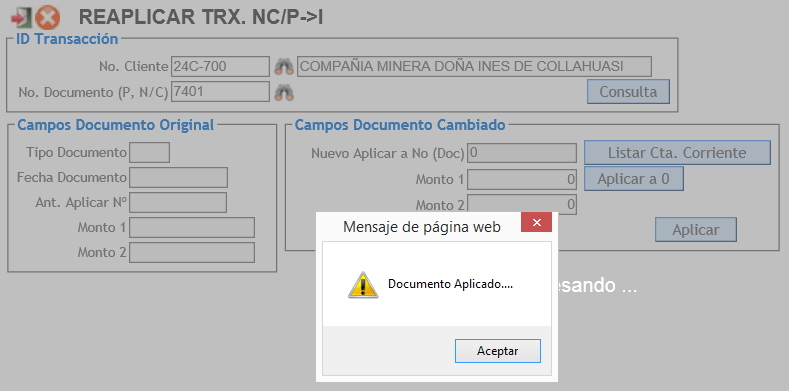 REAPLICAR TRX. NC/P->I
ID Transacción
No. Cliente 24C-700 COMPAÑIA MINERA DOÑA INES DE COLLAHUASI
No. Documento (P, N/C) 7401 Consulta
Campos Documento Original
Tipo Documento
Fecha Documento
Ant. Aplicar Nº
Monto 1
Monto 2
Campos Documento Cambiado
Nuevo Aplicar a No (Doc) 0 Listar Cta. Corriente
Monto 1 0 Aplicar a 0
Monto 2 0
Aplicar
Mensaje de página web
Documento Aplicado....
Aceptar
esando ...